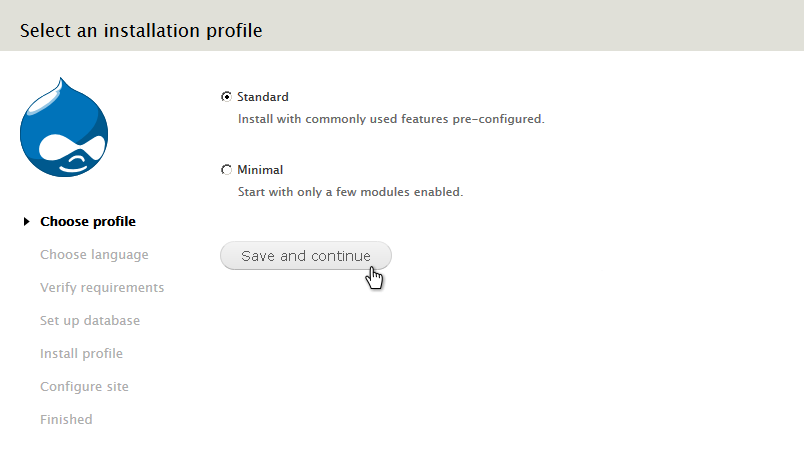 Select an installation profile
Standard
Install with commonly used features pre-configured.
Minimal
Start with only a few modules enabled.
Save and continue
Choose profile
Choose language
Verify requirements
Set up database
Install profile
Configure site
Finished